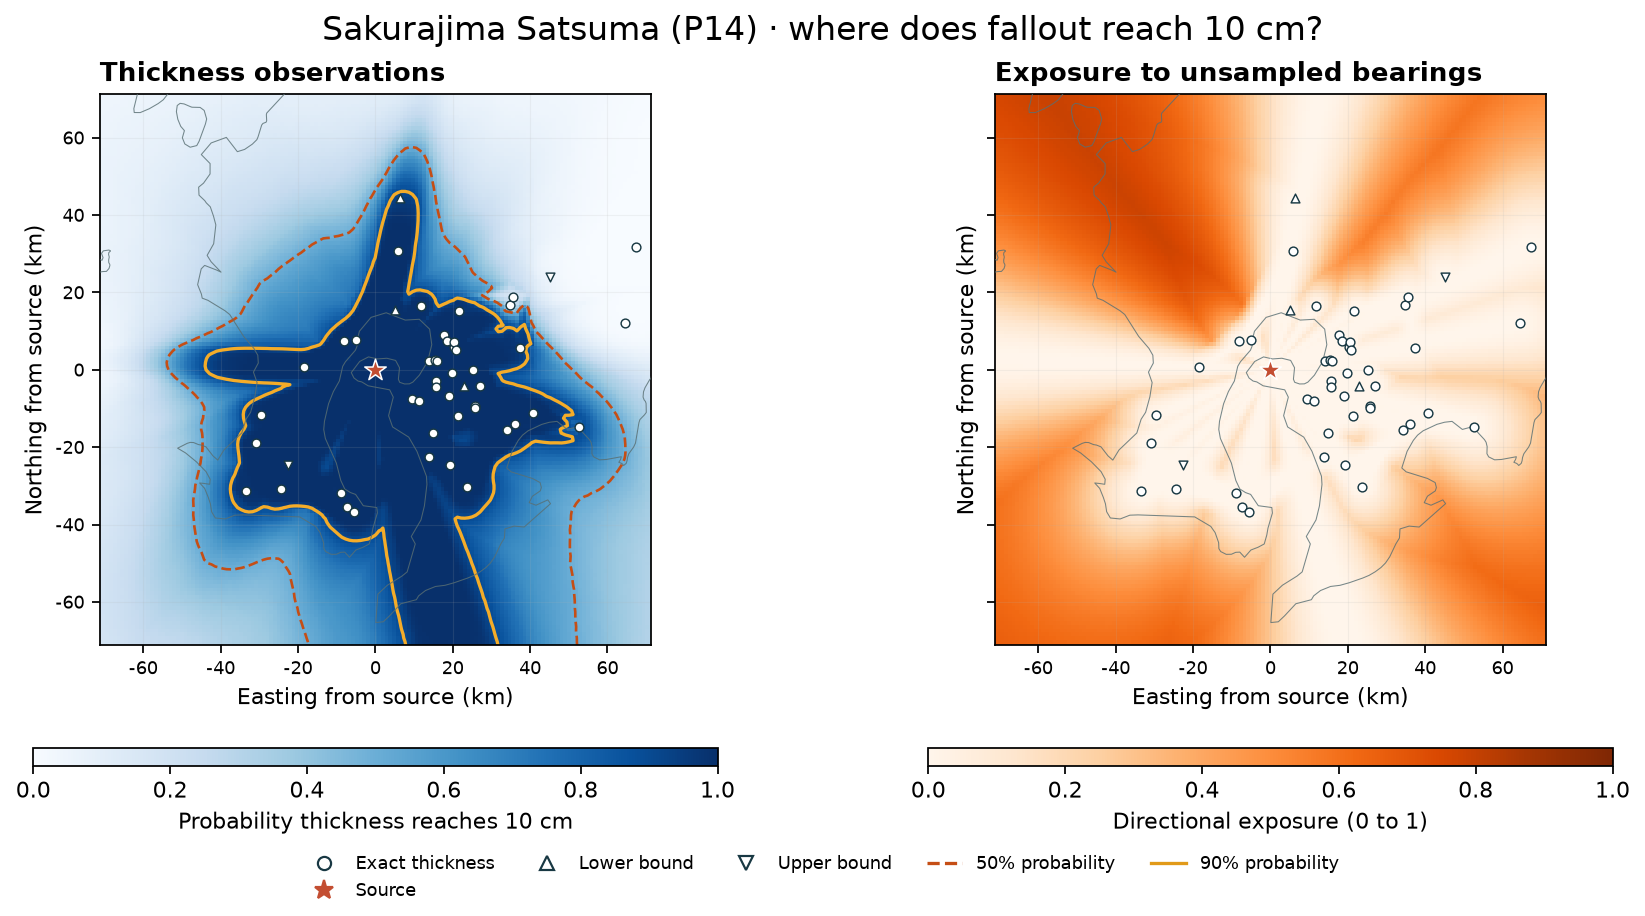 Sakurajima Satsuma (P14) · where does fallout reach 10 cm?
Thickness observations
Exposure to unsampled bearings
Northing from source (km)
60
40
20
0
-20
-40
-60
-60 -40 -20 0 20 40 60
Easting from source (km)
Northing from source (km)
-60 -40 -20 0 20 40 60
Easting from source (km)
0.0 0.2 0.4 0.6 0.8 1.0
Probability thickness reaches 10 cm
0.0 0.2 0.4 0.6 0.8 1.0
Directional exposure (0 to 1)
Exact thickness Lower bound Upper bound 50% probability 90% probability
Source